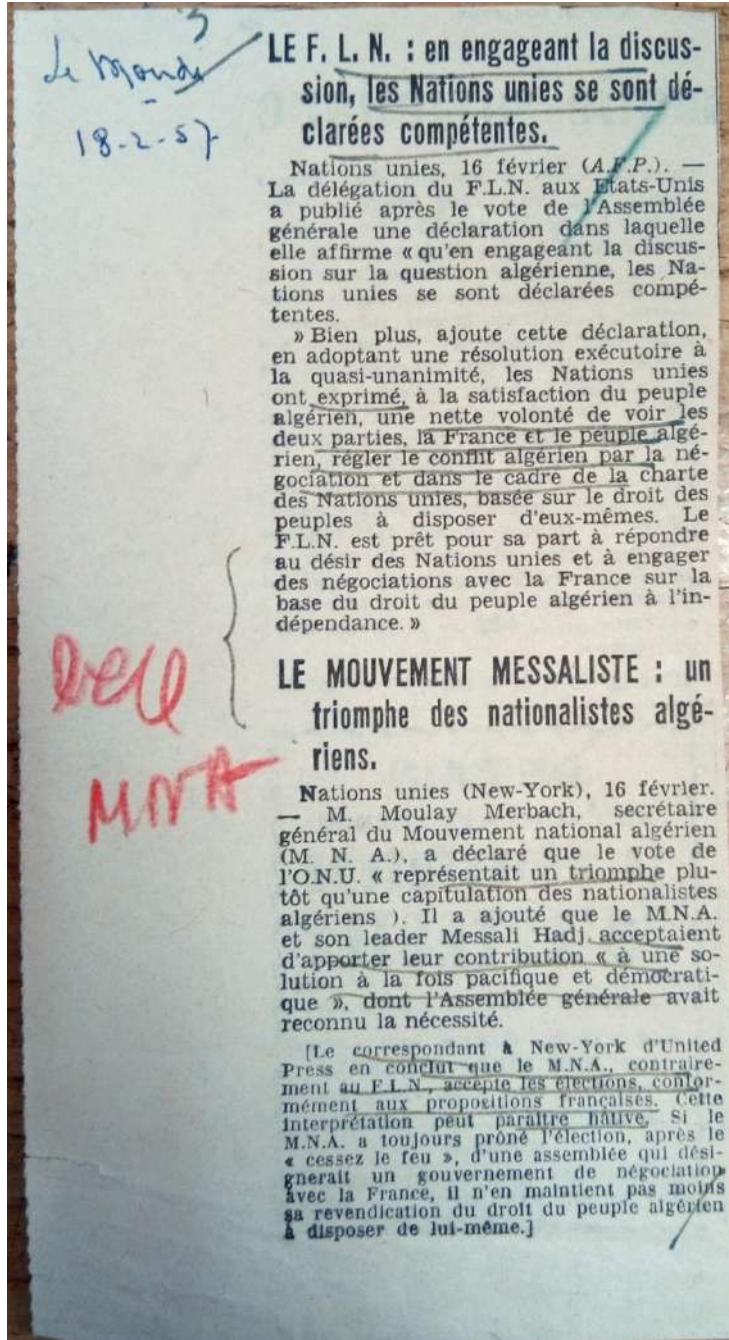 Le Monde
-
18-2-57
LE F. L. N. : en engageant la discus-
sion, les Nations unies se sont dé-
clarées compétentes.
Nations unies, 16 février (A.F.P.). —
La délégation du F.L.N. aux Etats-Unis
a publié après le vote de l'Assemblée
générale une déclaration dans laquelle
elle affirme « qu'en engageant la discus-
sion sur la question algérienne, les Na-
tions unies se sont déclarées compé-
tentes.
» Bien plus, ajoute cette déclaration,
en adoptant une résolution exécutoire à
la quasi-unanimité, les Nations unies
ont exprimé, à la satisfaction du peuple
algérien, une nette volonté de voir les
deux parties, la France et le peuple algé-
rien, régler le conflit algérien par la né-
gociation et dans le cadre de la charte
des Nations unies, basée sur le droit des
peuples à disposer d'eux-mêmes. Le
F.L.N. est prêt pour sa part à répondre
au désir des Nations unies et à engager
des négociations avec la France sur la
base du droit du peuple algérien à l'in-
dépendance. »
MNA
LE MOUVEMENT MESSALISTE : un
triomphe des nationalistes algé-
riens.
Nations unies (New-York), 16 février.
— M. Moulay Merbach, secrétaire
général du Mouvement national algérien
(M. N. A.), a déclaré que le vote de
l'O.N.U. « représentait un triomphe plu-
tôt qu'une capitulation des nationalistes
algériens ). Il a ajouté que le M.N.A.
et son leader Messali Hadj acceptaient
d'apporter leur contribution « à une so-
lution à la fois pacifique et démocrati-
que », dont l'Assemblée générale avait
reconnu la nécessité.
[Le correspondant à New-York d'United
Press en conclut que le M.N.A., contraire-
ment au F.L.N., accepte les élections, confor-
mément aux propositions françaises. Cette
interprétation peut paraître hâtive. Si le
M.N.A. a toujours prôné l'élection, après le
« cessez le feu », d'une assemblée qui dési-
gnerait un gouvernement de négociation
avec la France, il n'en maintient pas moins
sa revendication du droit du peuple algérien
à disposer de lui-même.]